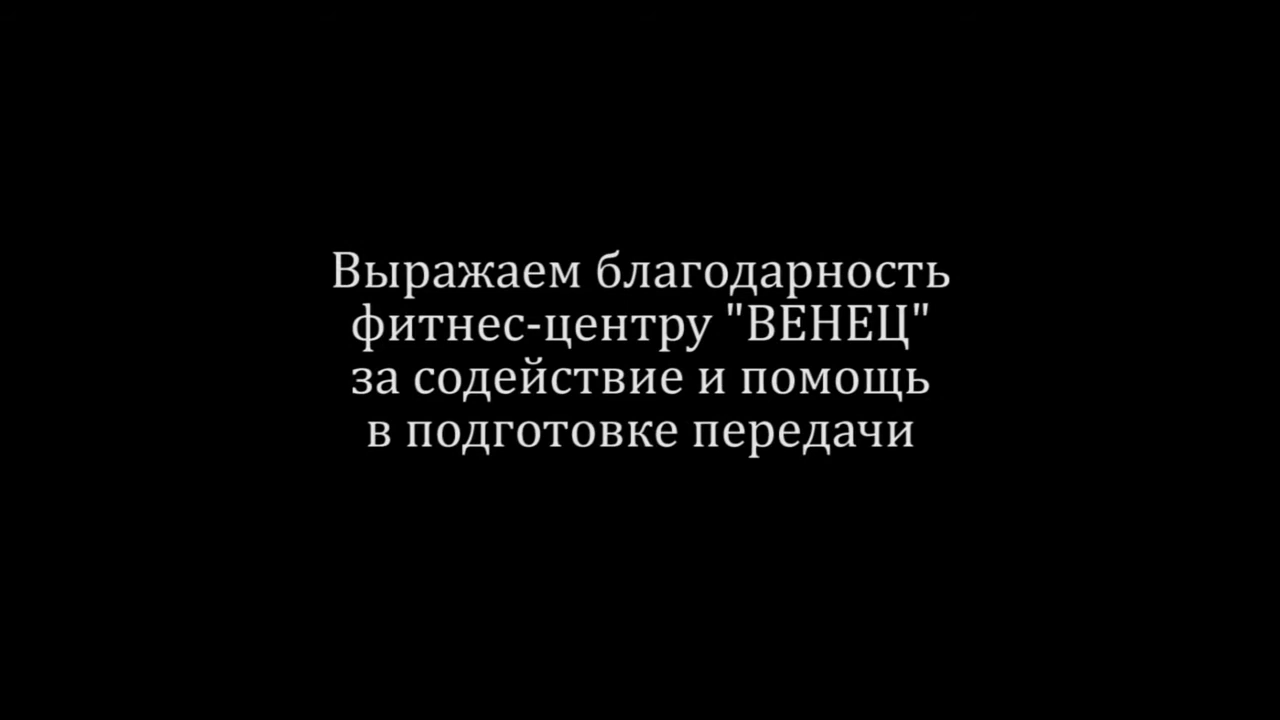 Выражаем благодарность
фитнес-центру "ВЕНЕЦ"
за содействие и помощь
в подготовке передачи